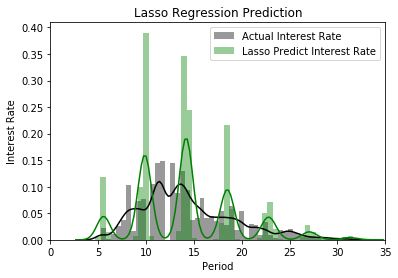 Lasso Regression Prediction
Actual Interest Rate
Lasso Predict Interest Rate
Interest Rate
0.40
0.35
0.30
0.25
0.20
0.15
0.10
0.05
0.00
0 5 10 15 20 25 30 35
Period